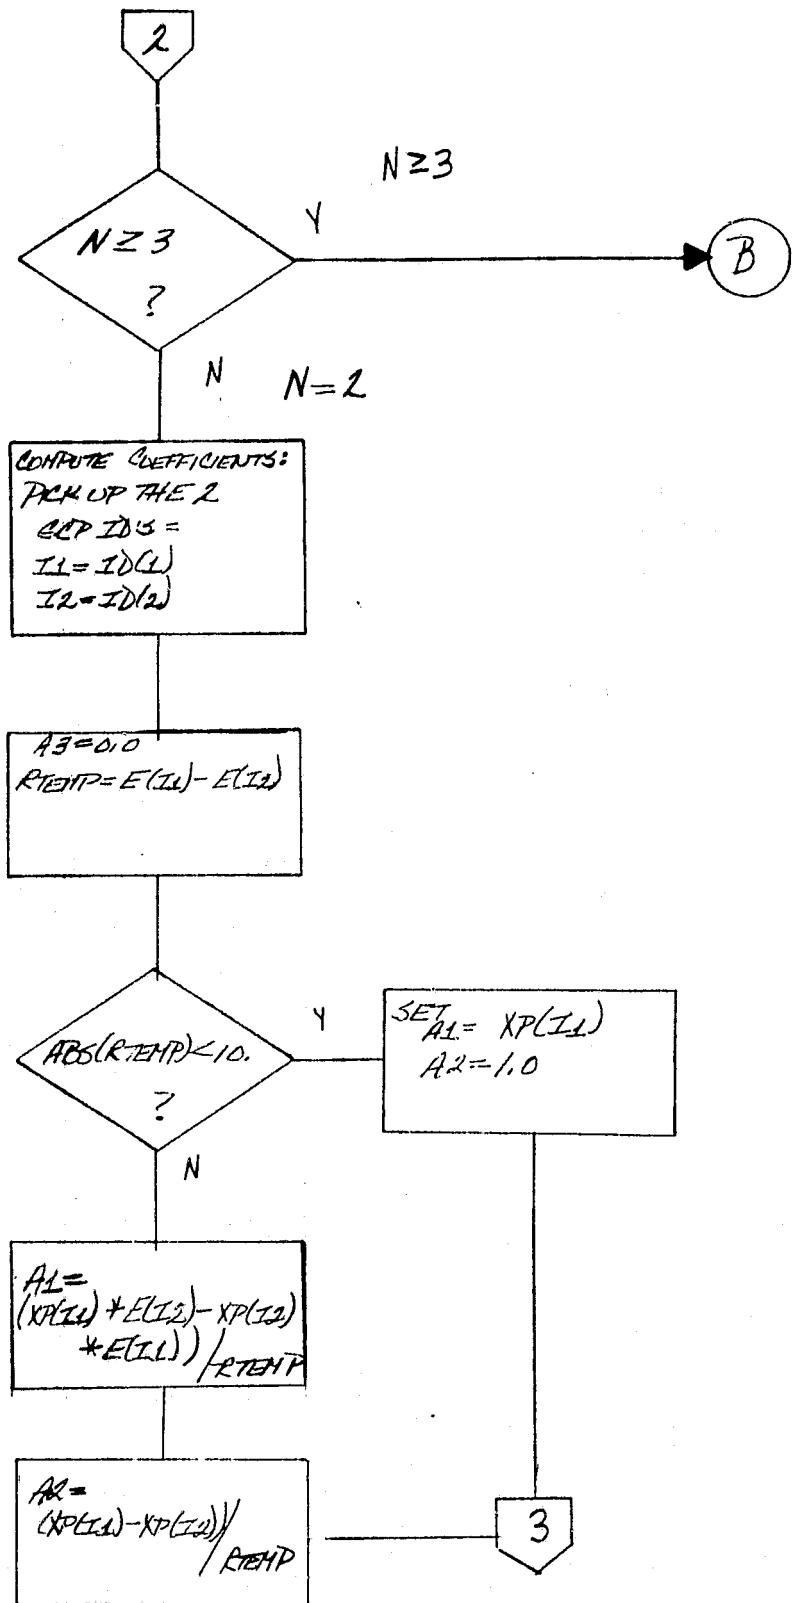 2
N≥3
Y
N≥3
?
B
N
N=2
COMPUTE COEFFICIENTS:
PICK UP THE 2
GCP ID'S =
I1=ID(1)
I2=ID(2)
A3=0.0
RTEMP=E(I1)-E(I2)
ABS(RTEMP)<10.
?
Y
SET
A1= XP(I1)
A2=1.0
N
A1=
(XP(I1)*E(I2)-XP(I2)
*E(I1))/RTEMP
A2=
(XP(I1)-XP(I2))/
RTEMP
3